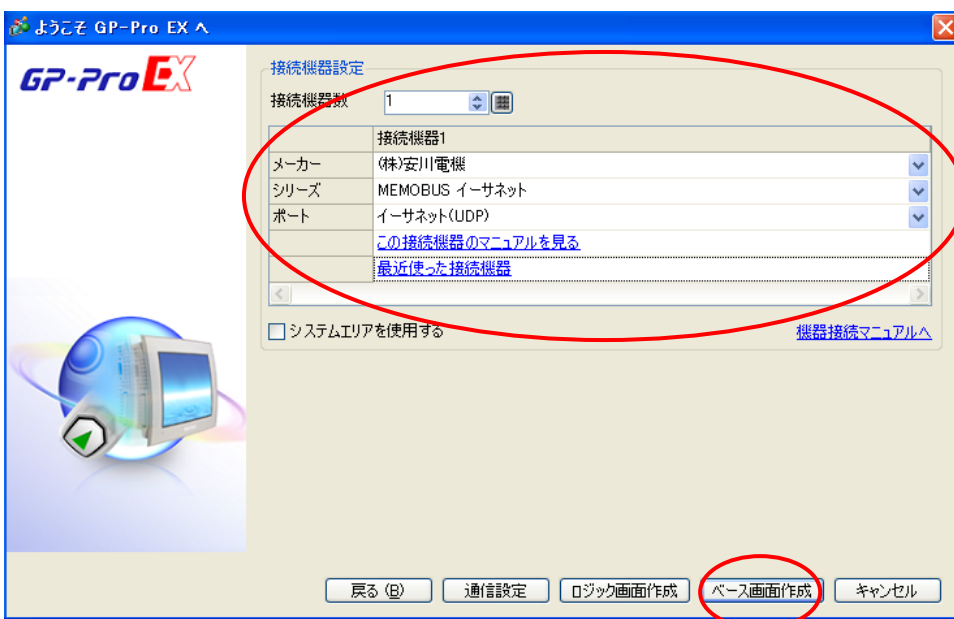 ようこそ GP-Pro EX へ
GP-Pro EX
接続機器設定
接続機器数 1
接続機器1
メーカー (株)安川電機
シリーズ MEMOBUS イーサネット
ポート イーサネット(UDP)
この接続機器のマニュアルを見る
最近使った接続機器
システムエリアを使用する 機器接続マニュアルへ
戻る (B) 通信設定 ロジック画面作成 ベース画面作成 キャンセル